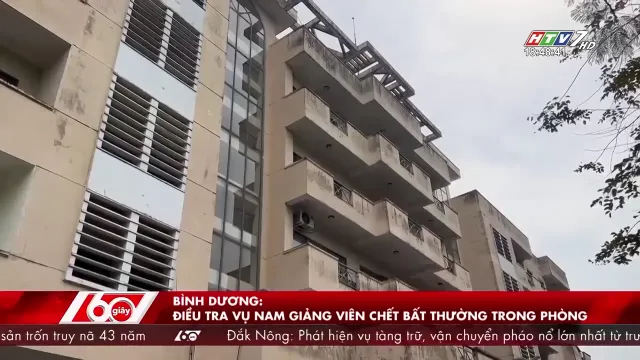 HTV7 HD
18:48:41
60 giây
BÌNH DƯƠNG:
ĐIỀU TRA VỤ NAM GIẢNG VIÊN CHẾT BẤT THƯỜNG TRONG PHÒNG
sản trốn truy nã 43 năm 60 Đắk Nông: Phát hiện vụ tàng trữ, vận chuyển pháo nổ lớn nhất từ